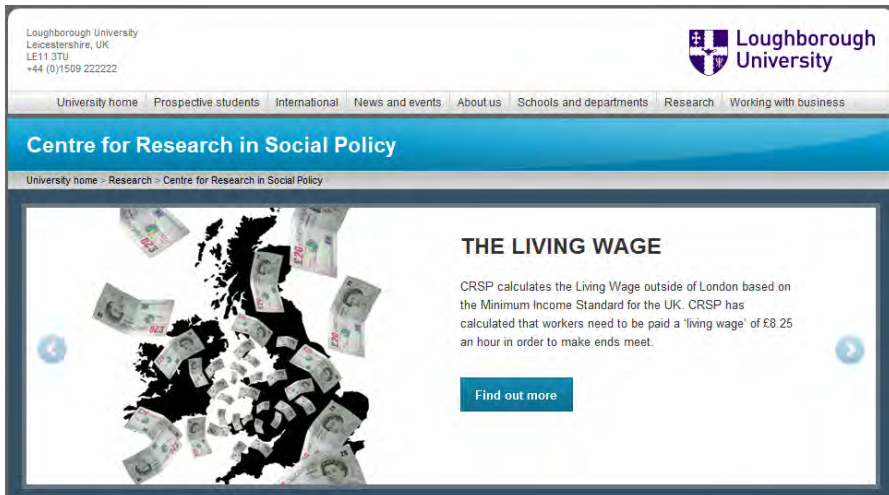 Loughborough University
Leicestershire, UK
LE11 3TU
+44 (0)1509 222222
Loughborough
University
University home Prospective students International News and events About us Schools and departments Research Working with business
Centre for Research in Social Policy
University home > Research > Centre for Research in Social Policy
THE LIVING WAGE
CRSP calculates the Living Wage outside of London based on
the Minimum Income Standard for the UK. CRSP has
calculated that workers need to be paid a ‘living wage’ of £8.25
an hour in order to make ends meet.
Find out more
£20
£20
£20
£20